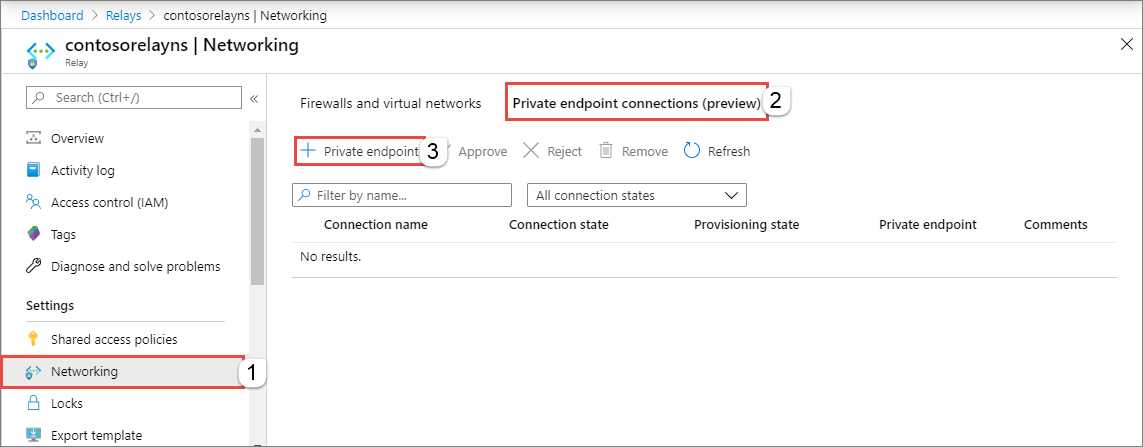 Dashboard > Relays > contosorelayns | Networking
contosorelayns | Networking
Relay
Search (Ctrl+/)
Overview
Activity log
Access control (IAM)
Tags
Diagnose and solve problems
Settings
Shared access policies
Networking 1
Locks
Export template
Firewalls and virtual networks Private endpoint connections (preview) 2
Private endpoint 3 Approve Reject Remove Refresh
Filter by name... All connection states
Connection name Connection state Provisioning state Private endpoint Comments
No results.